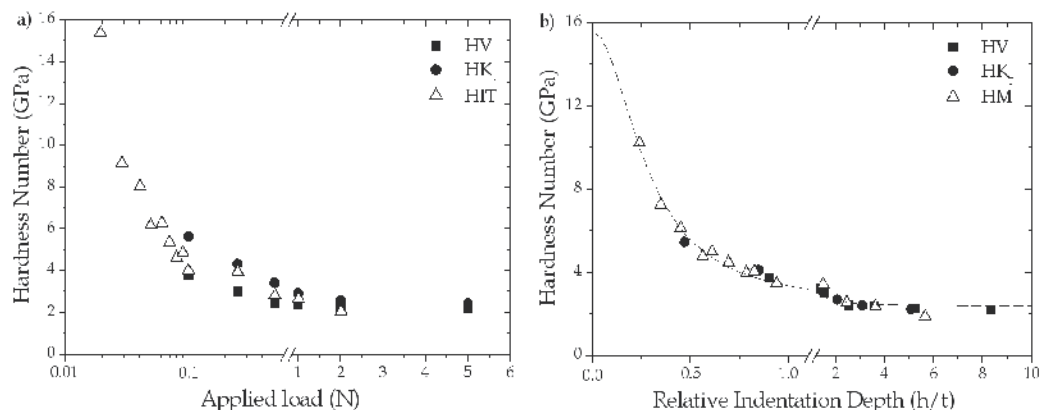 a)
Hardness Number (GPa)
16
14
12
10
8
6
4
2
0
0.01
0.1
1
2
3
4
5
6
Applied load (N)
HV
HK
HIT
b)
Hardness Number (GPa)
16
12
8
4
0
0.0
0.5
1.0
2
4
6
8
10
Relative Indentation Depth (h/t)
HV
HK
HM